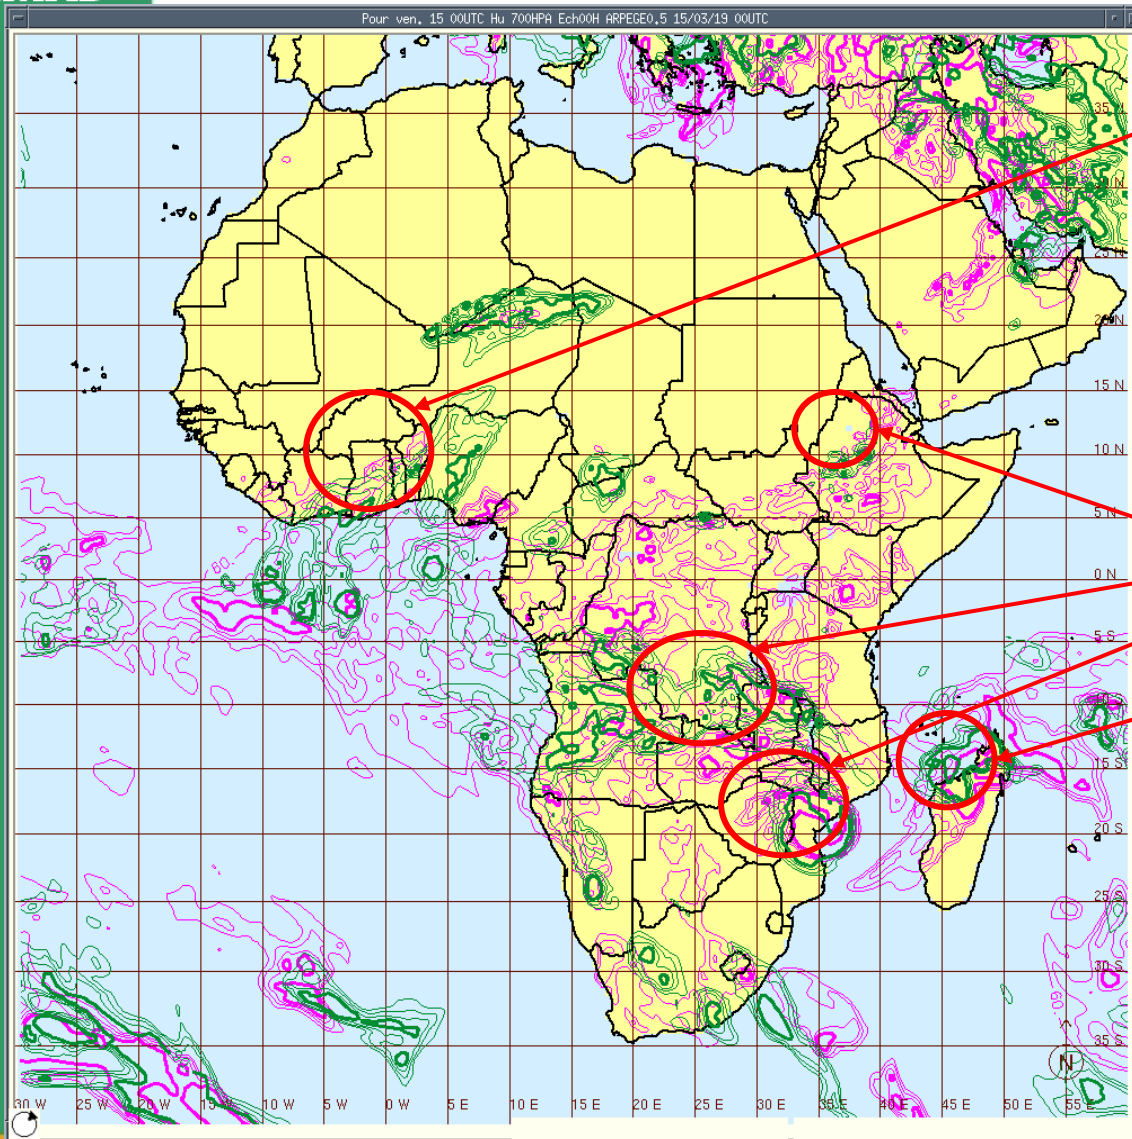 Pour ven. 15 00UTC Hu 700HPA Ech00H ARPEGE0.5 15/03/19 00UTC
35 N
30 N
25 N
20 N
15 N
10 N
5 N
0 N
5 S
15 S
20 S
25 S
30 S
35 S
60
80
N
30 W 25 W 20 W 15 W 10 W 5 W 0 W 5 E 10 E 15 E 20 E 25 E 30 E 35 E 40 E 45 E 50 E 55 E